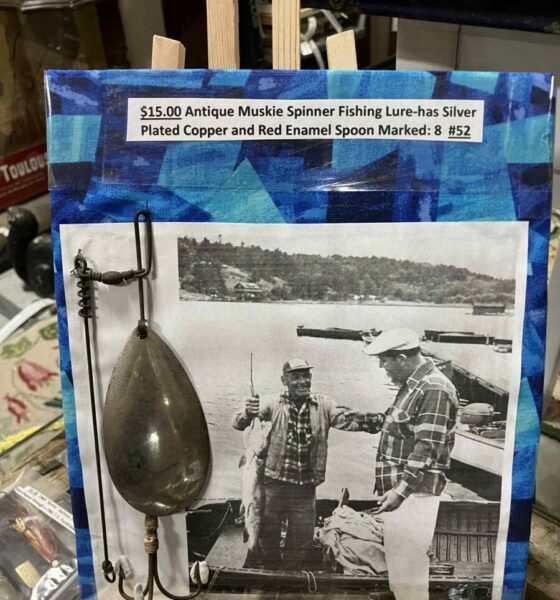 $15.00 Antique Muskie Spinner Fishing Lure-has Silver
Plated Copper and Red Enamel Spoon Marked: 8 #52